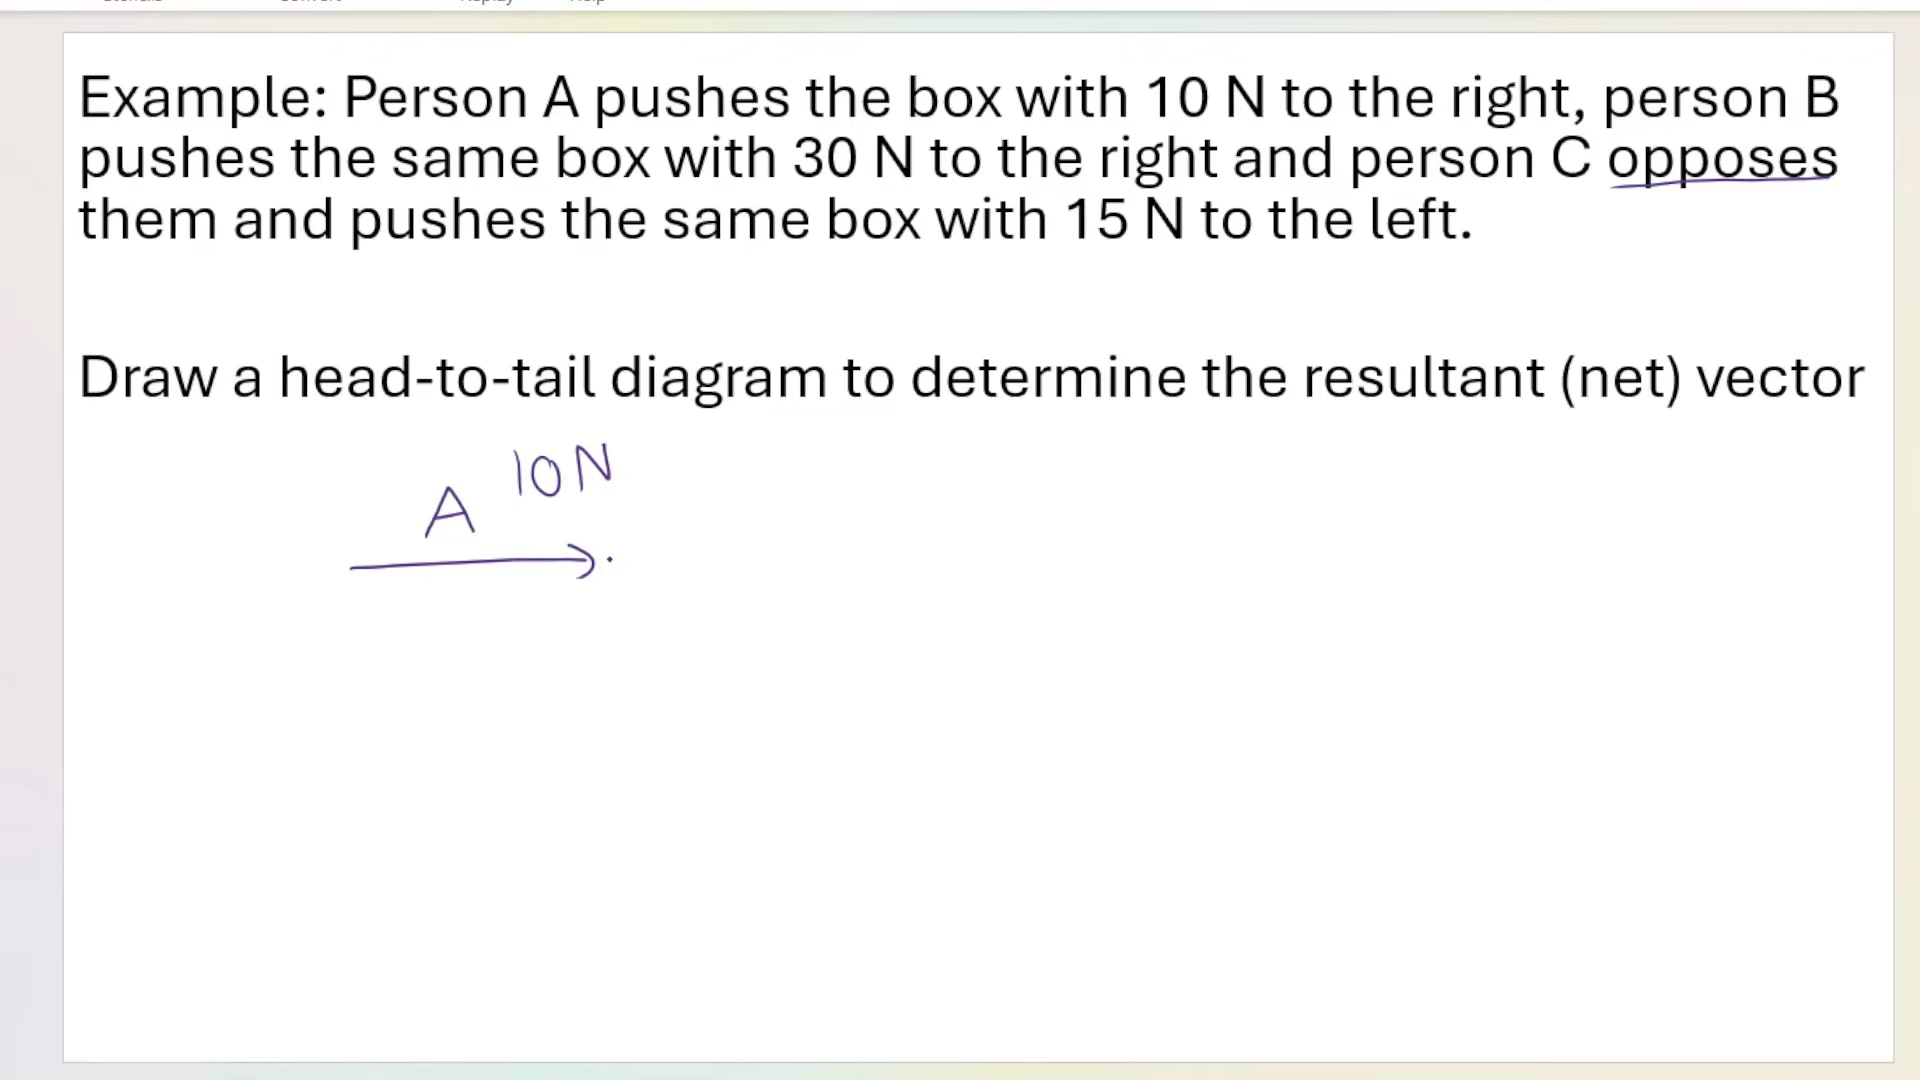 Example: Person A pushes the box with 10 N to the right, person B
pushes the same box with 30 N to the right and person C opposes
them and pushes the same box with 15 N to the left.
Draw a head-to-tail diagram to determine the resultant (net) vector
10 N
A